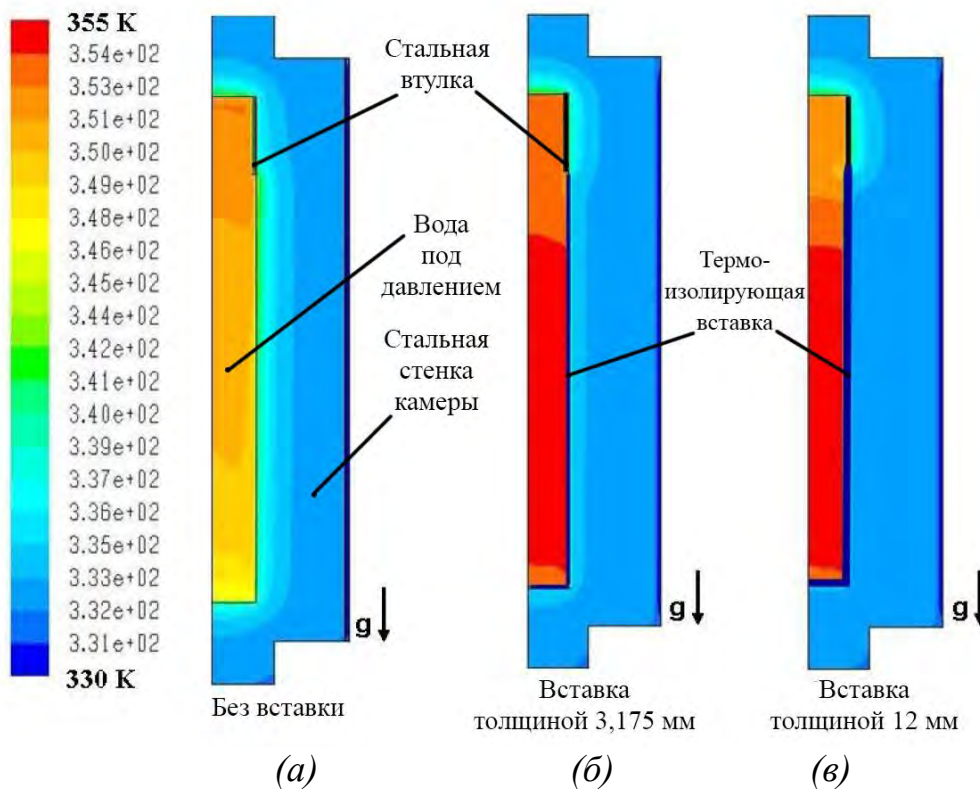 355 K
3.54e+02
3.53e+02
3.51e+02
3.50e+02
3.49e+02
3.48e+02
3.46e+02
3.45e+02
3.44e+02
3.42e+02
3.41e+02
3.40e+02
3.39e+02
3.37e+02
3.36e+02
3.35e+02
3.33e+02
3.32e+02
3.31e+02
330 K
Стальная
втулка
Вода
под
давлением
Стальная
стенка
камеры
Термо-
изолирующая
вставка
g
g
g
Без вставки
Вставка
толщиной 3,175 мм
Вставка
толщиной 12 мм
(а)
(б)
(в)